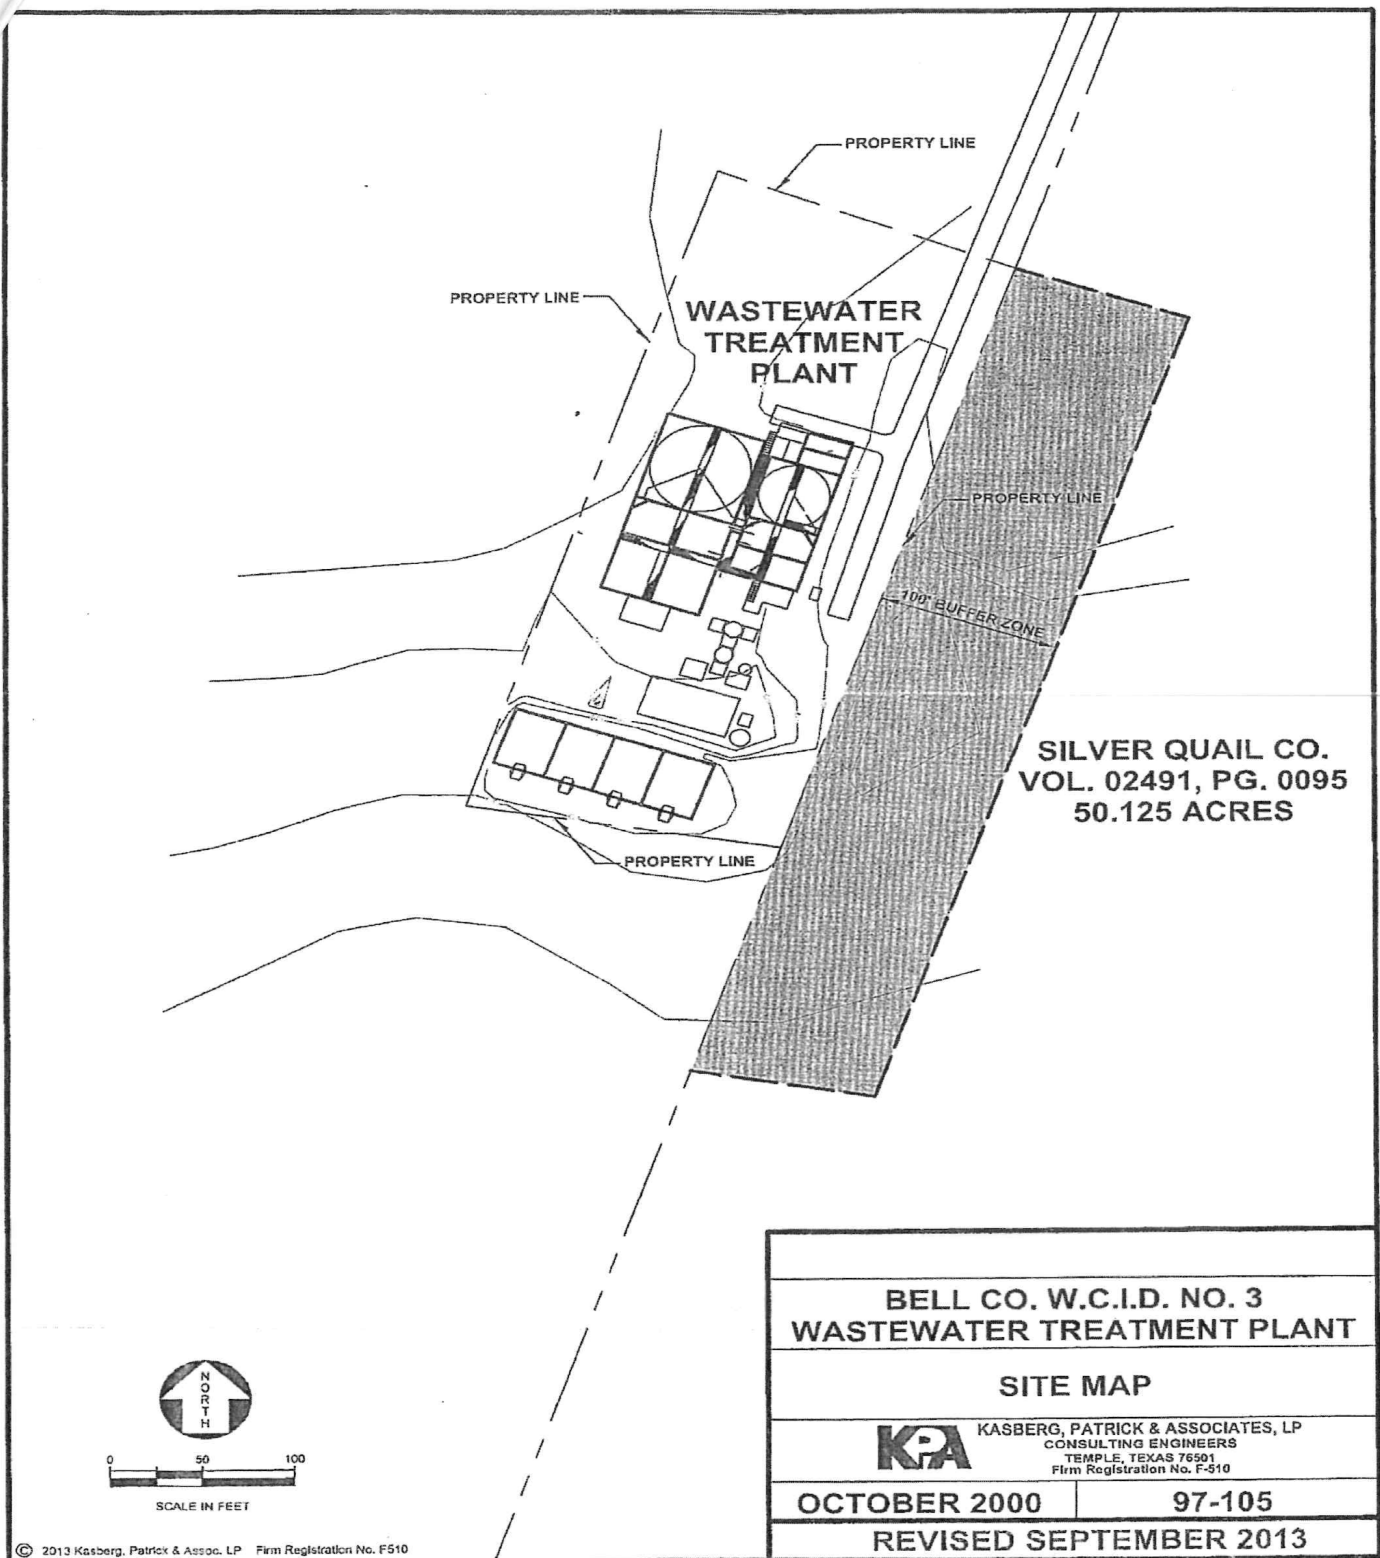 PROPERTY LINE
PROPERTY LINE
WASTEWATER
TREATMENT
PLANT
PROPERTY LINE
100' BUFFER ZONE
SILVER QUAIL CO.
VOL. 02491, PG. 0095
50.125 ACRES
PROPERTY LINE
BELL CO. W.C.I.D. NO. 3
WASTEWATER TREATMENT PLANT
SITE MAP
KPA
KASBERG, PATRICK & ASSOCIATES, LP
CONSULTING ENGINEERS
TEMPLE, TEXAS 76501
Firm Registration No. F-510
OCTOBER 2000
97-105
REVISED SEPTEMBER 2013
NORTH
0 50 100
SCALE IN FEET
© 2013 Kasberg, Patrick & Assoc. LP Firm Registration No. F510